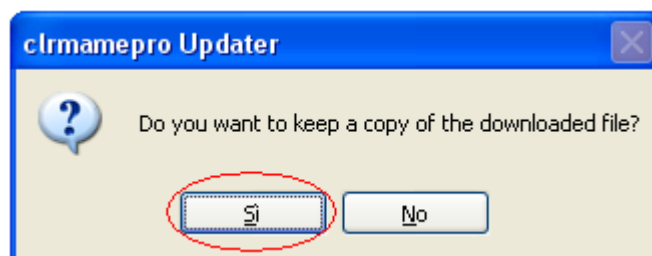 clrmamepro Updater
Do you want to keep a copy of the downloaded file?
Sì No